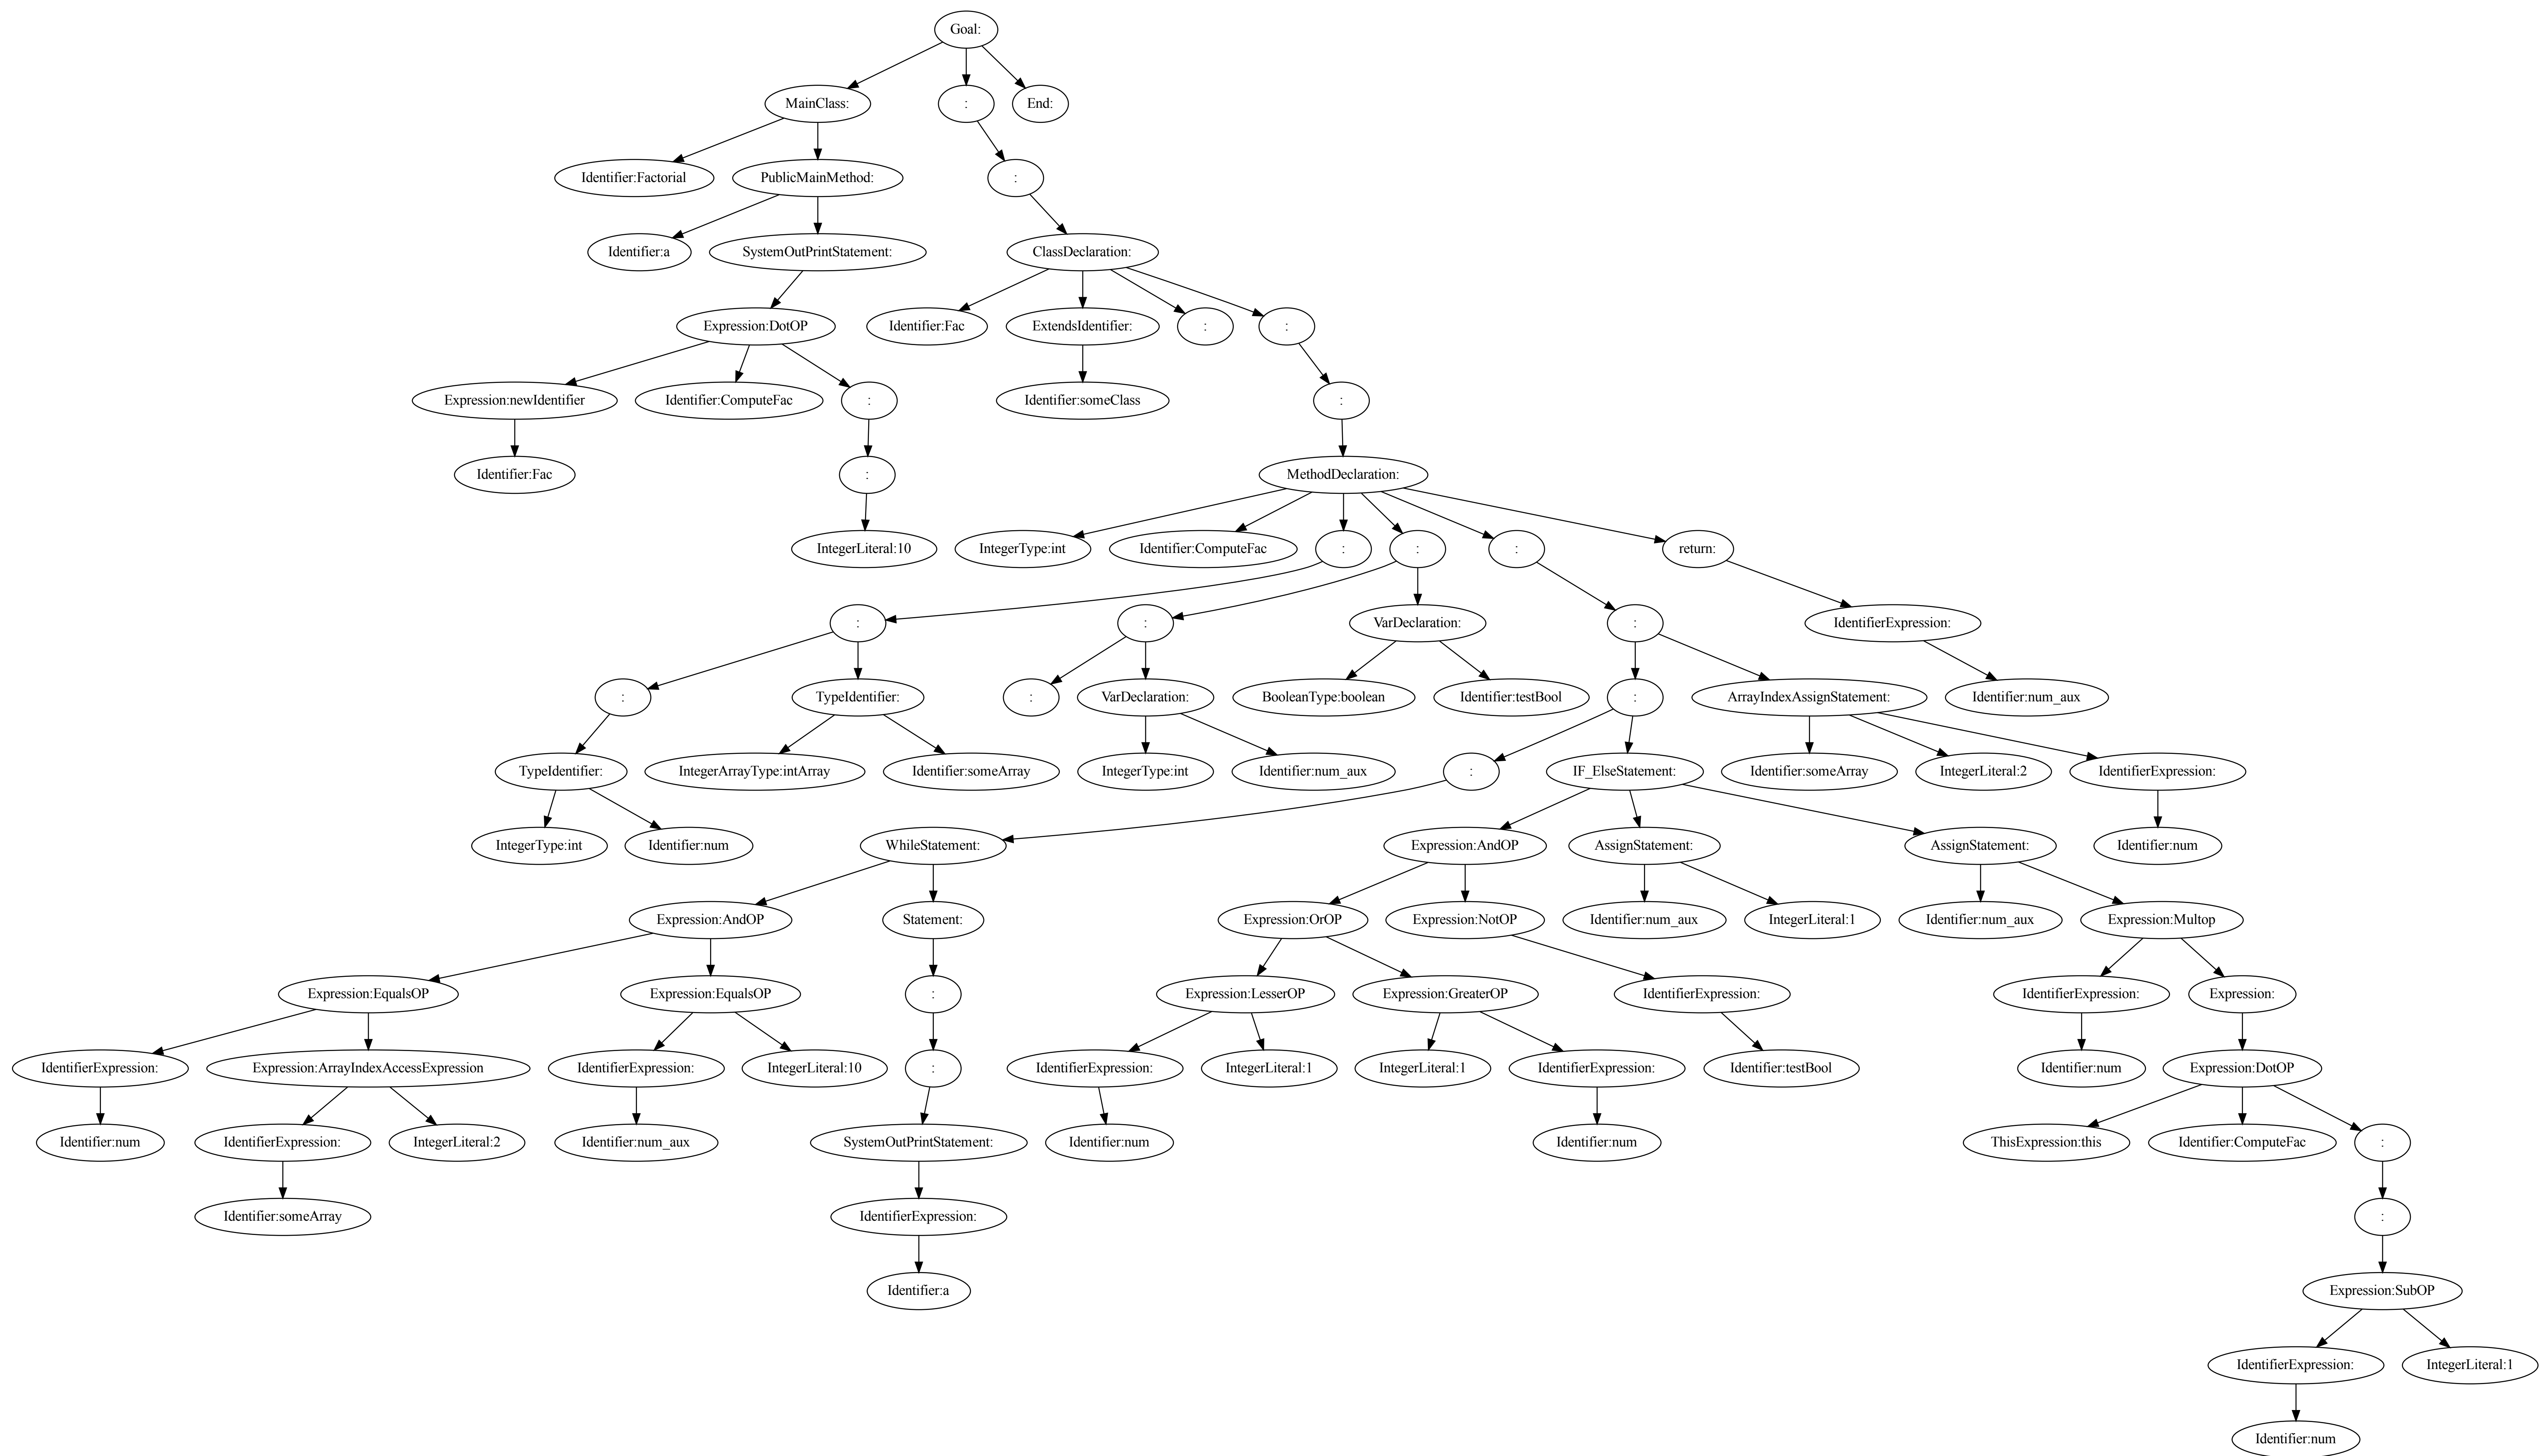 Goal:
MainClass:
:
End:
Identifier:Factorial
PublicMainMethod:
:
Identifier:a
SystemOutPrintStatement:
ClassDeclaration:
Expression:DotOP
Identifier:Fac
ExtendsIdentifier:
:
:
Expression:newIdentifier
Identifier:ComputeFac
:
Identifier:someClass
:
Identifier:Fac
:
MethodDeclaration:
IntegerLiteral:10
IntegerType:int
Identifier:ComputeFac
:
:
:
return:
:
:
VarDeclaration:
:
IdentifierExpression:
:
TypeIdentifier:
:
VarDeclaration:
BooleanType:boolean
Identifier:testBool
:
ArrayIndexAssignStatement:
Identifier:num_aux
TypeIdentifier:
IntegerArrayType:intArray
Identifier:someArray
IntegerType:int
Identifier:num_aux
:
IF_ElseStatement:
Identifier:someArray
IntegerLiteral:2
IdentifierExpression:
IntegerType:int
Identifier:num
WhileStatement:
Expression:AndOP
AssignStatement:
AssignStatement:
Identifier:num
Expression:AndOP
Statement:
Expression:OrOP
Expression:NotOP
Identifier:num_aux
IntegerLiteral:1
Identifier:num_aux
Expression:Multop
Expression:EqualsOP
Expression:EqualsOP
:
Expression:LesserOP
Expression:GreaterOP
IdentifierExpression:
IdentifierExpression:
Expression:
IdentifierExpression:
Expression:ArrayIndexAccessExpression
IdentifierExpression:
IntegerLiteral:10
:
IdentifierExpression:
IntegerLiteral:1
IntegerLiteral:1
IdentifierExpression:
Identifier:testBool
Identifier:num
Expression:DotOP
Identifier:num
IdentifierExpression:
IntegerLiteral:2
Identifier:num_aux
SystemOutPrintStatement:
Identifier:num
Identifier:num
ThisExpression:this
Identifier:ComputeFac
:
Identifier:someArray
IdentifierExpression:
:
Identifier:a
Expression:SubOP
IdentifierExpression:
IntegerLiteral:1
Identifier:num